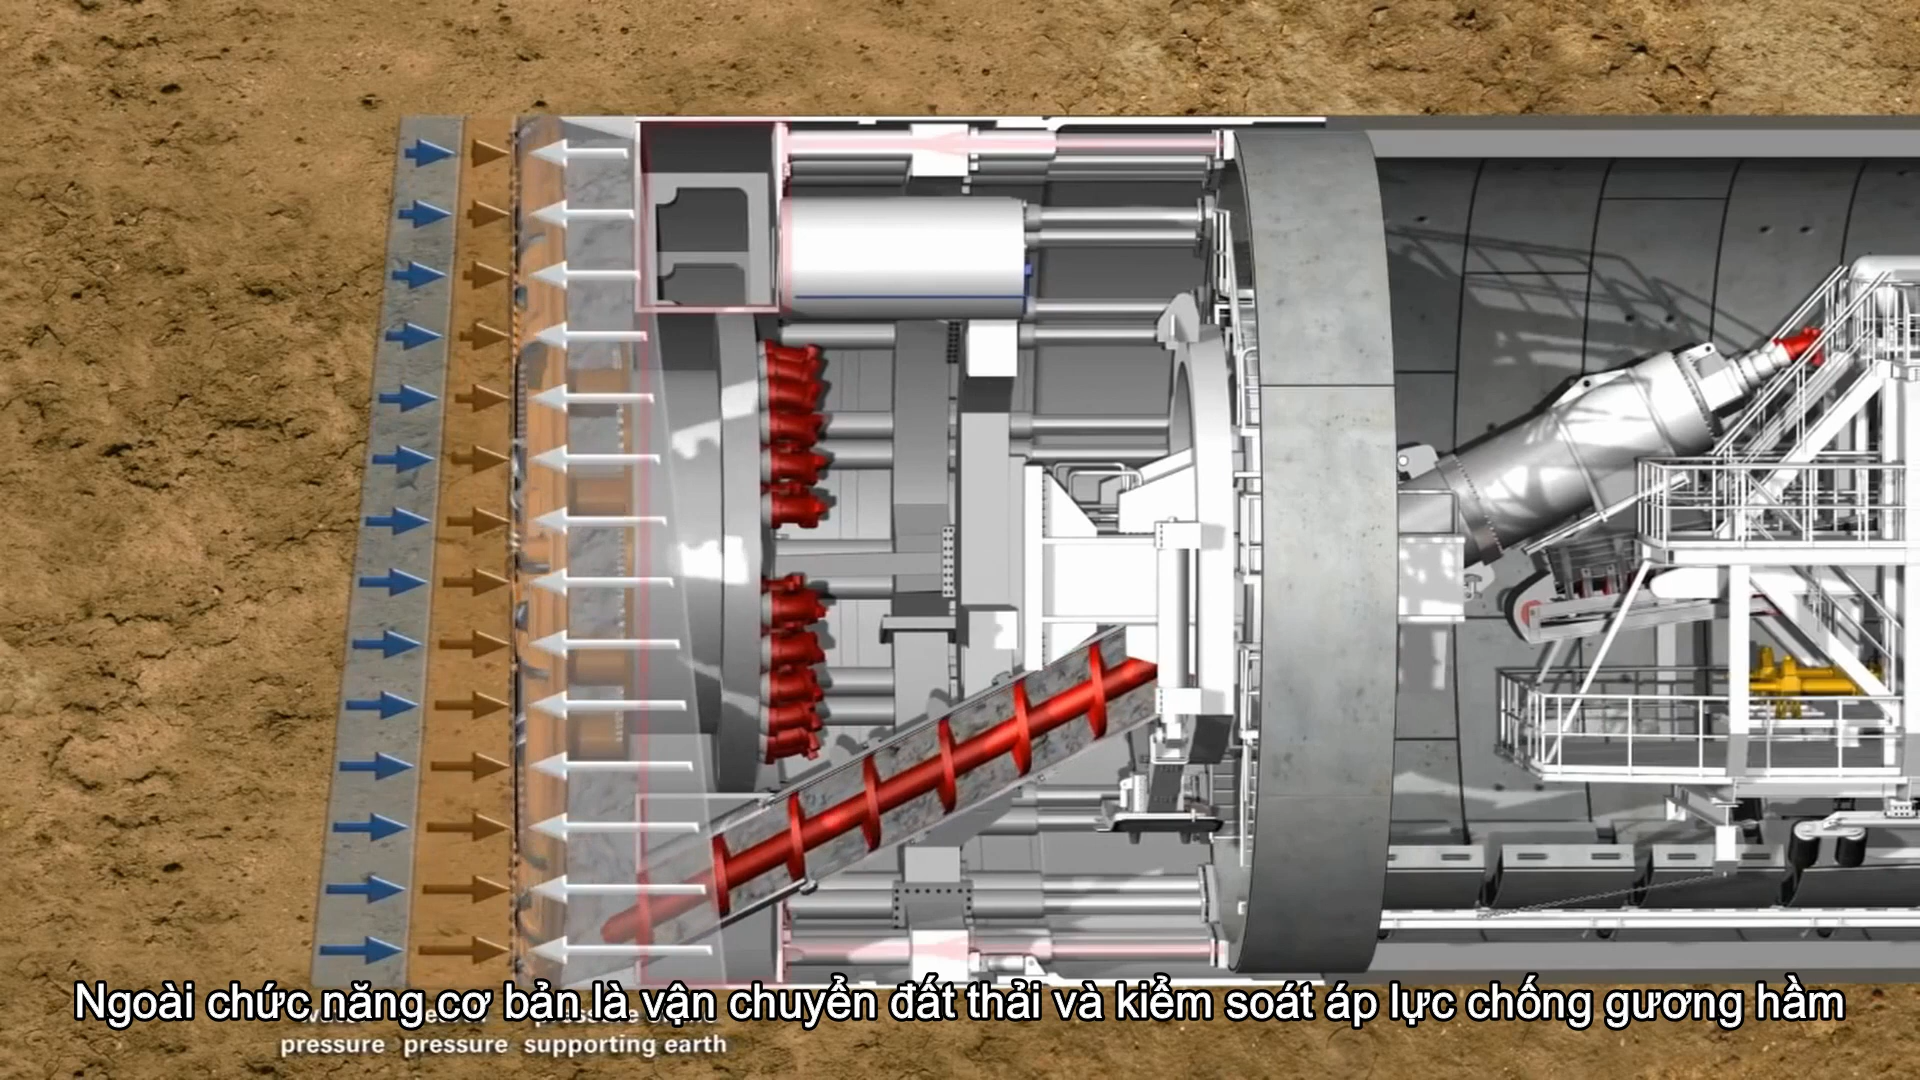 Ngoài chức năng cơ bản là vận chuyển đất thải và kiểm soát áp lực chống gương hầm
pressure pressure supporting earth